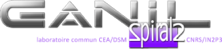 GANIL
spiral2
laboratoire commun CEA/DSM CNRS/IN2P3